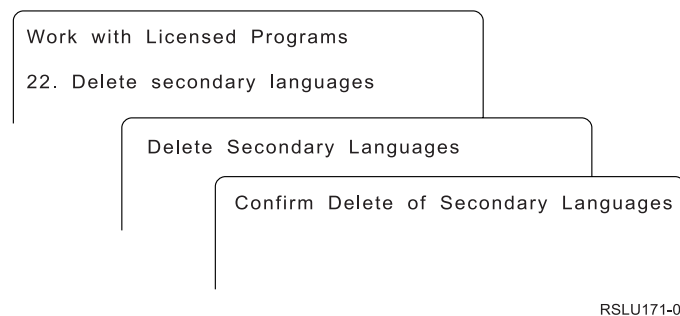 Work with Licensed Programs
22. Delete secondary languages
Delete Secondary Languages
Confirm Delete of Secondary Languages
RSLU171-0